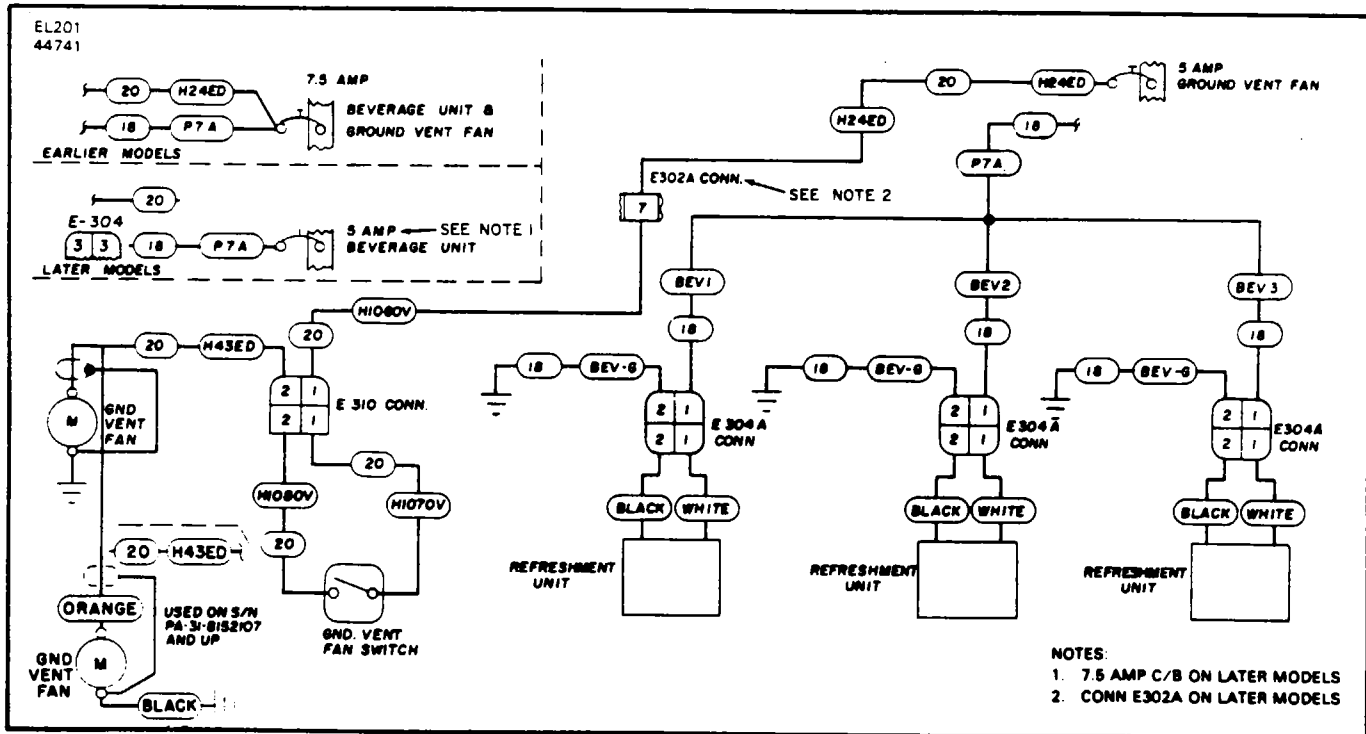 EL201
44741
20 H24ED
18 P7A
7.5 AMP
BEVERAGE UNIT &
GROUND VENT FAN
EARLIER MODELS
20
E-304
3 3
18 P7A
5 AMP SEE NOTE 1
BEVERAGE UNIT
LATER MODELS
20 H24ED
5 AMP
GROUND VENT FAN
H24ED
18
P7A
E302A CONN.
SEE NOTE 2
7
BEV1
BEV2
BEV3
18
18
18
H1080V
20
20 H43ED
2 1
2 1
E 310 CONN.
M
GND
VENT
FAN
20
H1080V
H1070V
20
GND. VENT
FAN SWITCH
20 H43ED
ORANGE
USED ON S/N
PA-31-8152107
AND UP
GND
VENT
FAN
M
BLACK
18 BEV-G
2 1
2 1
E304A
CONN
BLACK WHITE
REFRESHMENT
UNIT
18 BEV-G
2 1
2 1
E304A
CONN
BLACK WHITE
REFRESHMENT
UNIT
18 BEV-G
2 1
2 1
E304A
CONN
BLACK WHITE
REFRESHMENT
UNIT
NOTES:
1. 7.5 AMP C/B ON LATER MODELS
2. CONN E302A ON LATER MODELS